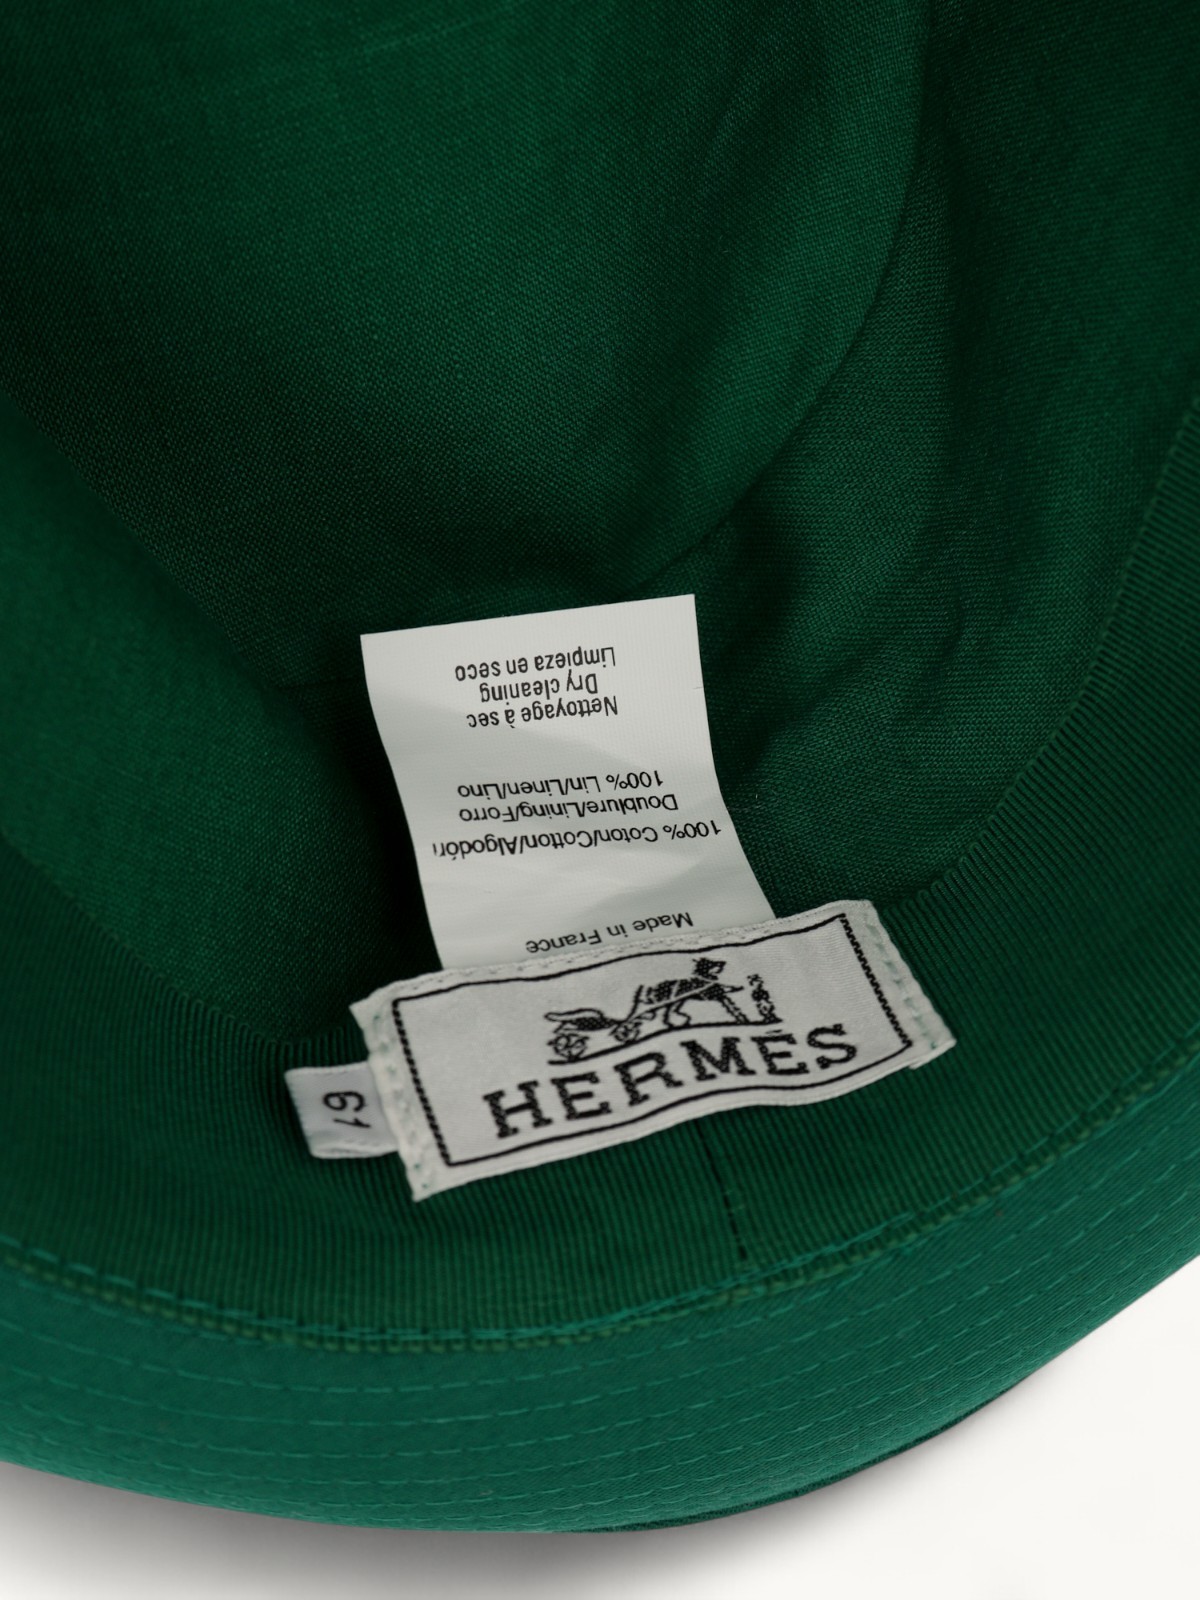 Made in France
100% Coton/Cotton/Algodón
Doublure/Lining/Forro
100% Lin/Linen/Lino
Nettoyage à sec
Dry cleaning
Limpieza en seco
HERMÈS
61